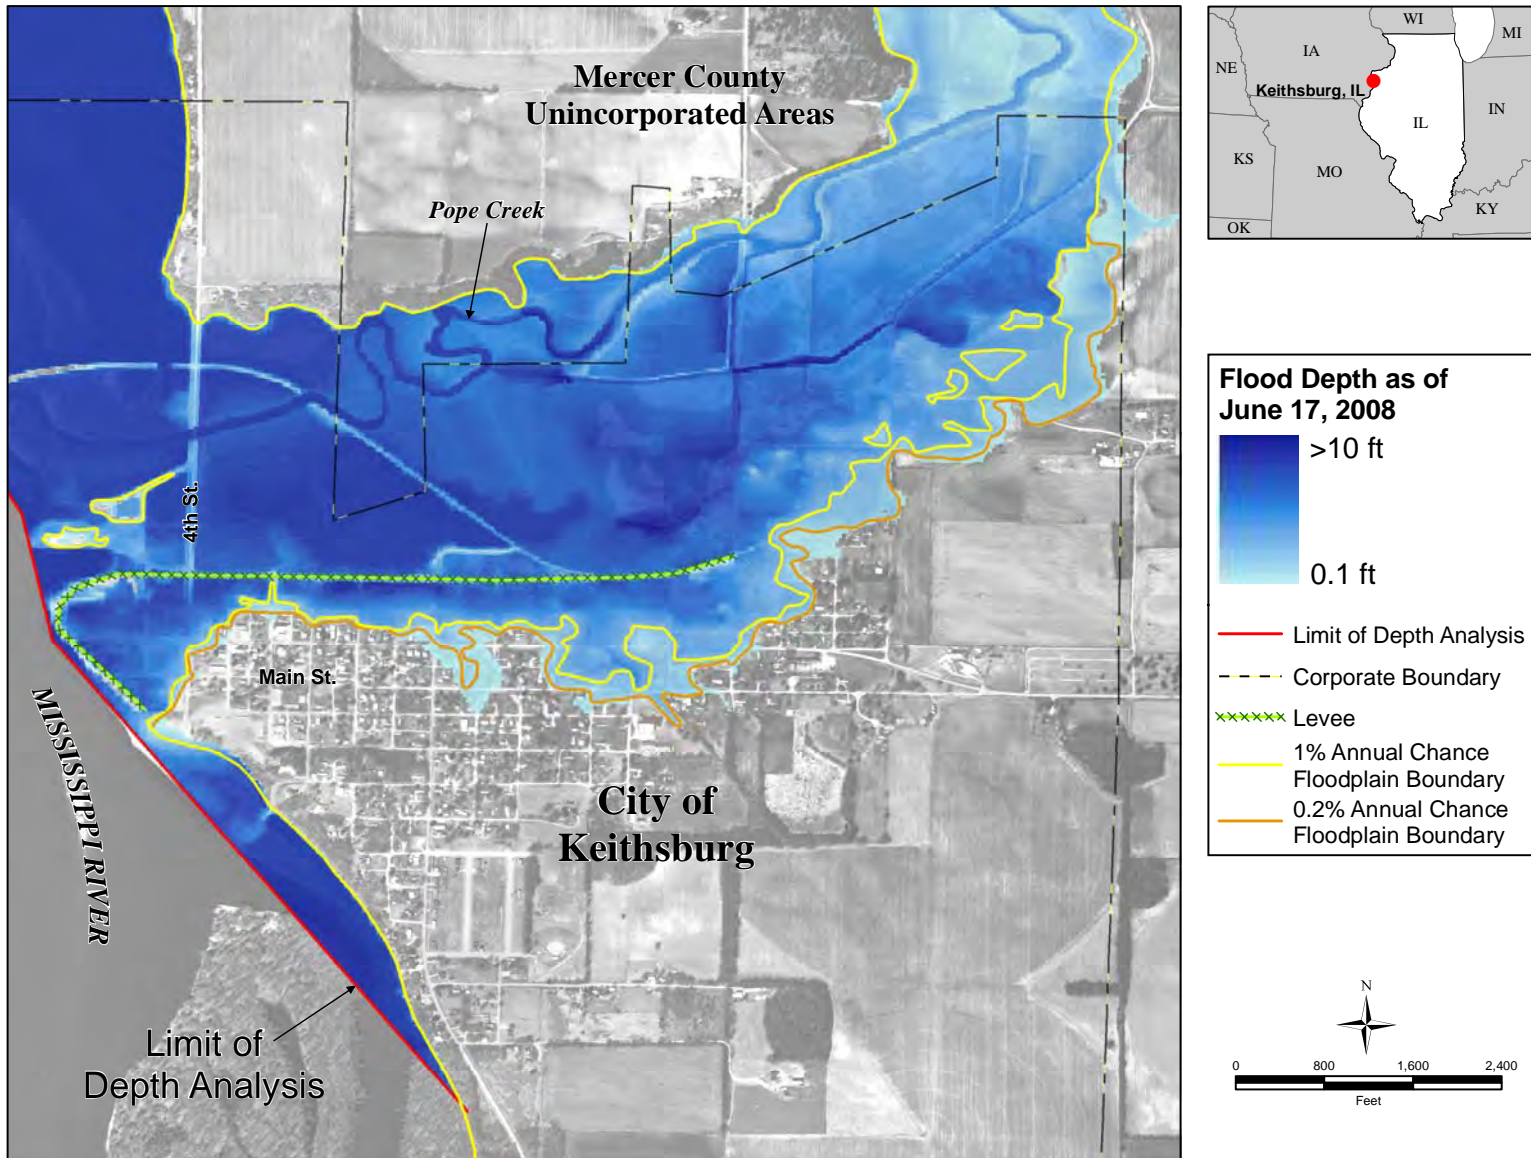 Mercer County
Unincorporated Areas
Pope Creek
4th St.
Main St.
MISSISSIPPI RIVER
City of
Keithsburg
Limit of
Depth Analysis
WI
MI
IA
NE
Keithsburg, IL
IL
IN
KS
MO
KY
OK
Flood Depth as of
June 17, 2008
>10 ft
0.1 ft
Limit of Depth Analysis
Corporate Boundary
Levee
1% Annual Chance
Floodplain Boundary
0.2% Annual Chance
Floodplain Boundary
N
0 800 1,600 2,400
Feet